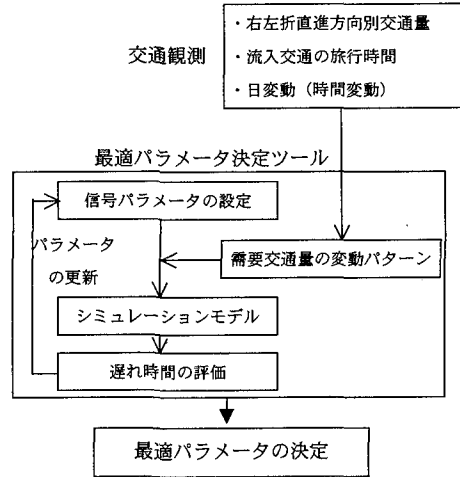 交通観測
・右左折直進方向別交通量
・流入交通の旅行時間
・日変動（時間変動）
最適パラメータ決定ツール
信号パラメータの設定
パラメータ
の更新
需要交通量の変動パターン
シミュレーションモデル
遅れ時間の評価
最適パラメータの決定